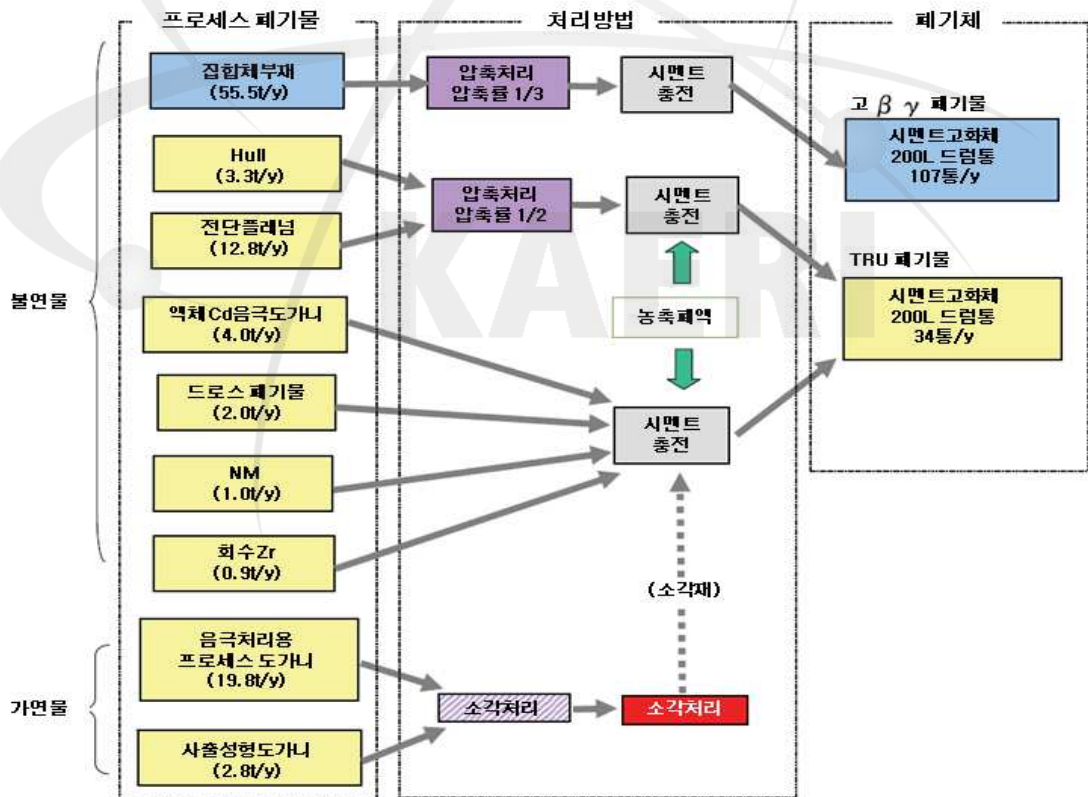 프로세스 폐기물
처리방법
폐기체
불연물
집합체부재
(55.5t/y)
Hull
(3.3t/y)
전단플레넘
(12.8t/y)
액체 Cd음극도가니
(4.0t/y)
드로스 폐기물
(2.0t/y)
NM
(1.0t/y)
회수Zr
(0.9t/y)
가연물
음극처리용
프로세스 도가니
(19.8t/y)
사출성형도가니
(2.8t/y)
압축처리
압축률 1/3
시멘트
충전
압축처리
압축률 1/2
시멘트
충전
농축폐액
시멘트
충전
(소각재)
소각처리
소각처리
고 β γ 폐기물
시멘트고화체
200L 드럼통
107통/y
TRU 폐기물
시멘트고화체
200L 드럼통
34통/y
KAERI